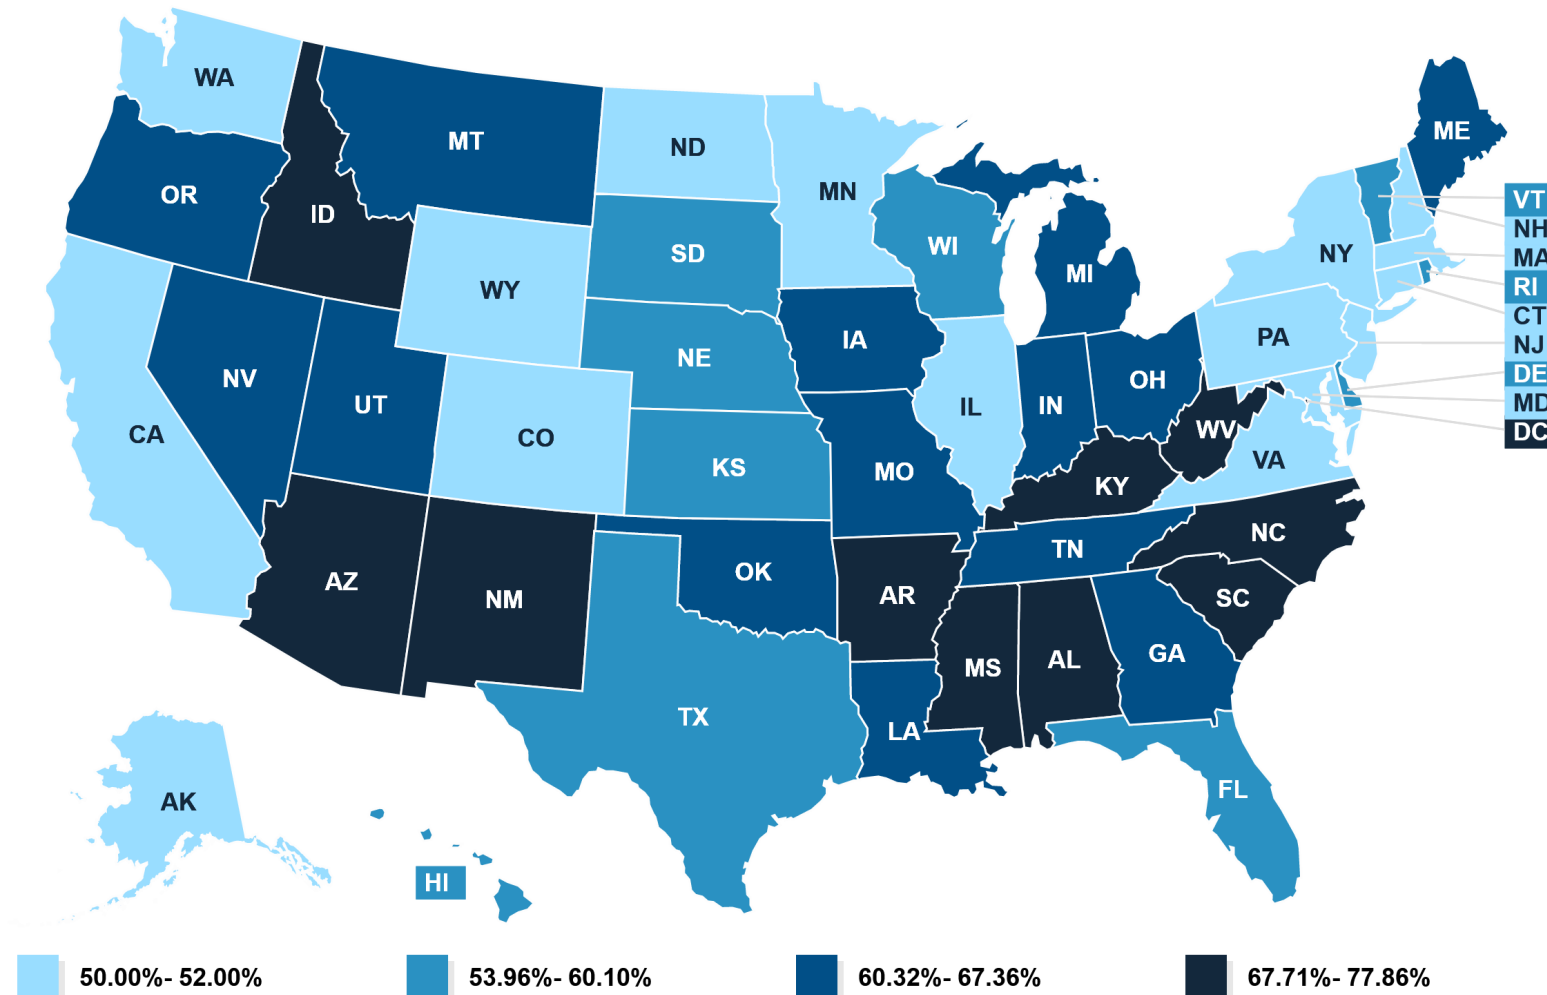 WA
MT
ND
MN
ME
OR
ID
SD
WI
MI
NY
VT
NH
MA
RI
CT
NJ
DE
MD
DC
WY
NE
IA
PA
NV
UT
CO
IL
IN
OH
CA
KS
MO
KY
WV
VA
AZ
NM
OK
AR
TN
NC
SC
MS
AL
GA
TX
LA
FL
AK
HI
50.00%- 52.00%
53.96%- 60.10%
60.32%- 67.36%
67.71%- 77.86%